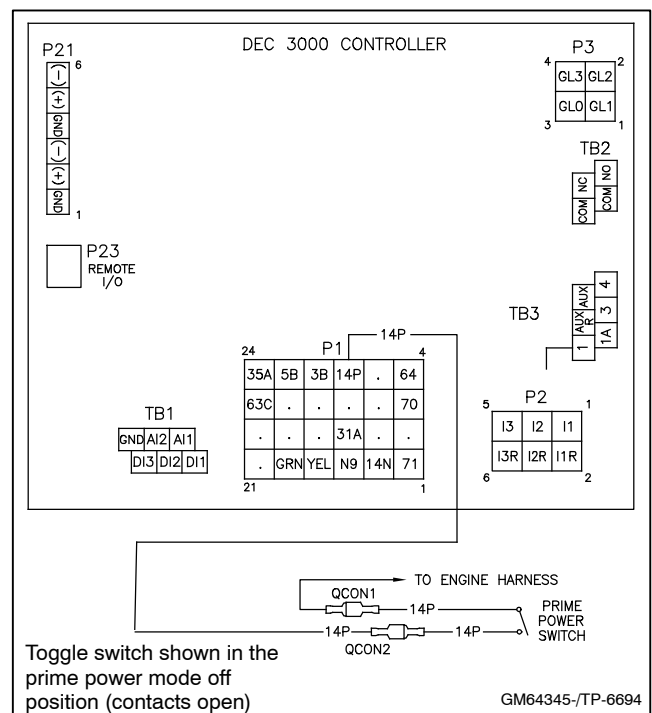 DEC 3000 CONTROLLER
P21
6
(−)
(+)
GND
(−)
(+)
GND
1
P23
REMOTE
I/O
P3
4 2
GL3 GL2
GL0 GL1
3 1
TB2
COM NC
COM NO
TB3
AUX 4
AUX R 3
1 1A
14P
24 P1 4
35A 5B 3B 14P . 64
63C . . . . 70
. . . 31A . .
. GRN YEL N9 14N 71
21 1
TB1
GND AI2 AI1
DI3 DI2 DI1
5 P2 1
I3 I2 I1
I3R I2R I1R
6 2
TO ENGINE HARNESS
QCON1
14P
PRIME
POWER
SWITCH
14P 14P
QCON2
Toggle switch shown in the
prime power mode off
position (contacts open)
GM64345-/TP-6694